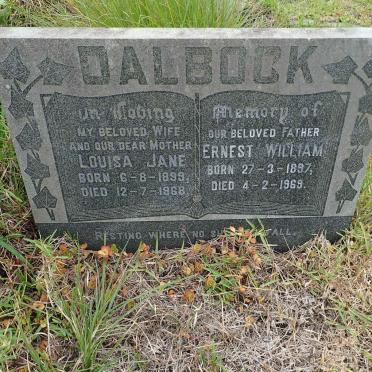 DALBOCK
In Loving Memory of
MY BELOVED WIFE
AND OUR DEAR MOTHER
LOUISA JANE
BORN 6-8-1899,
DIED 12-7-1968
OUR BELOVED FATHER
ERNEST WILLIAM
BORN 27-3-1897,
DIED 4-2-1969.
RESTING WHERE NO FALL.